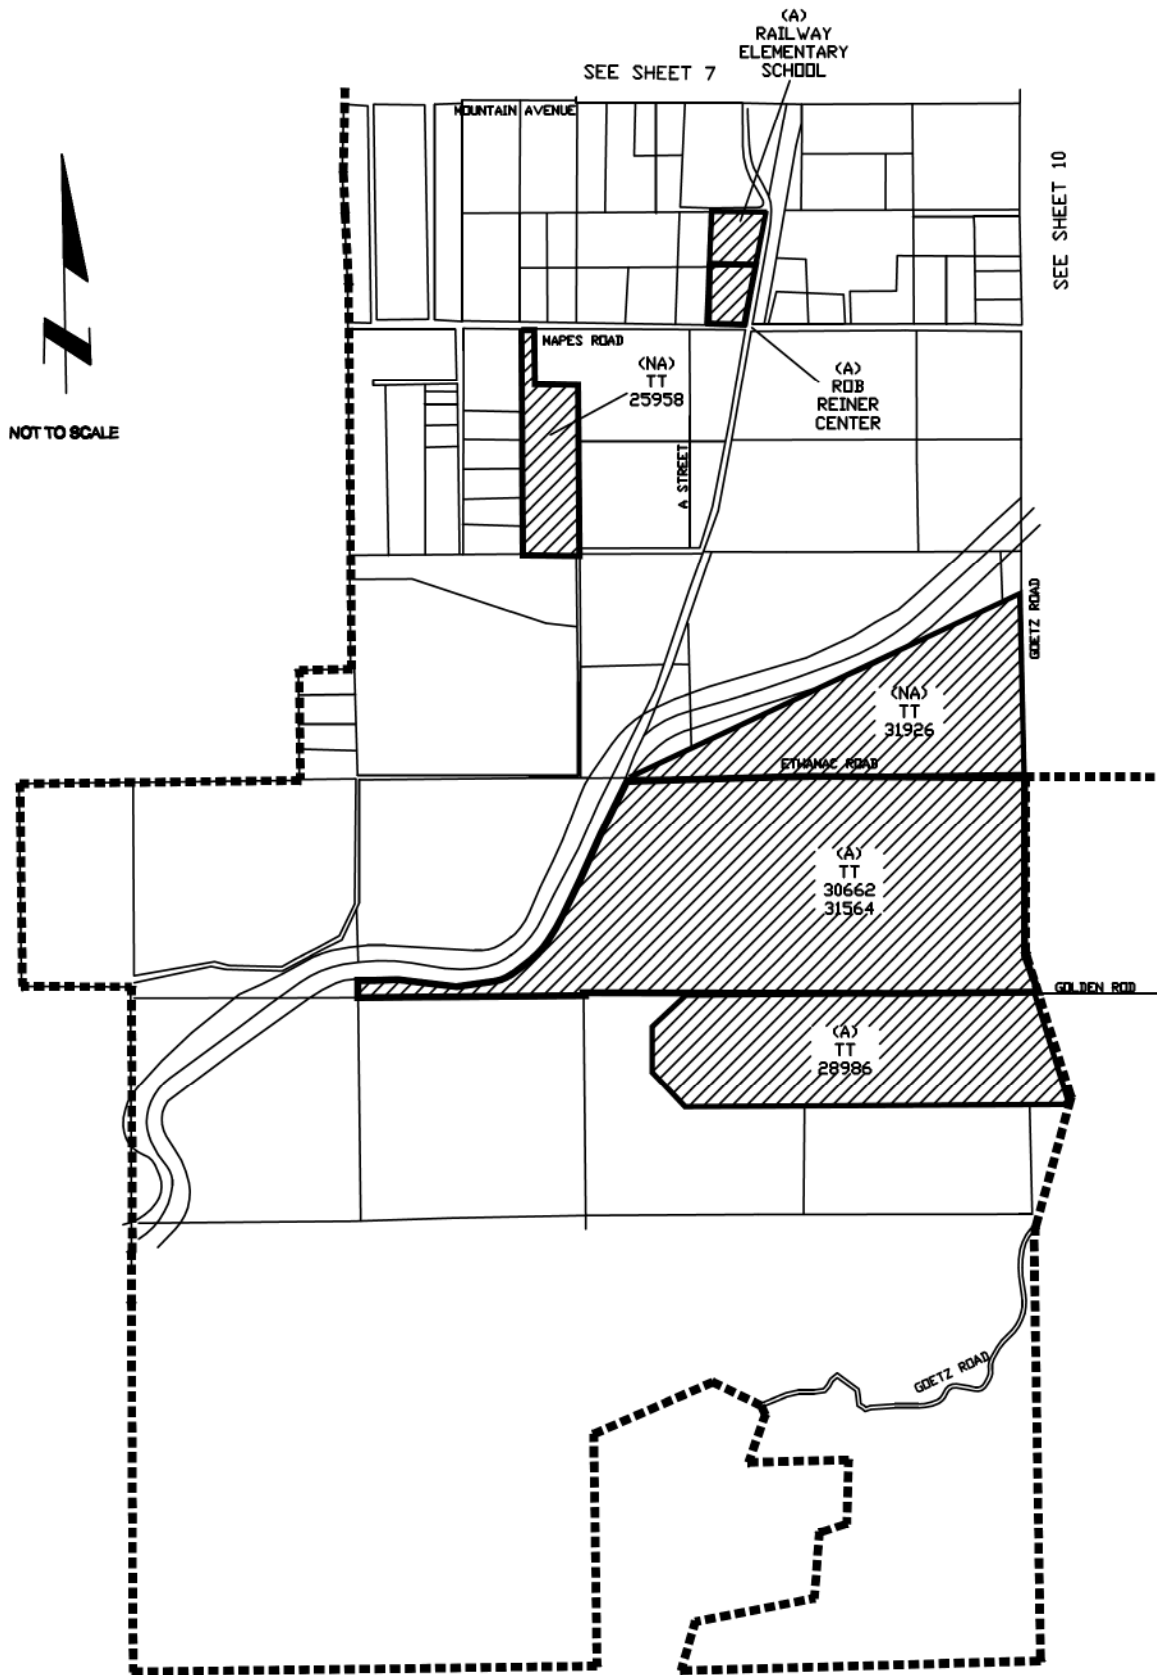 (A)
RAILWAY
ELEMENTARY
SCHOOL
SEE SHEET 7
MOUNTAIN AVENUE
SEE SHEET 10
NOT TO SCALE
MAPES ROAD
(NA)
TT
25958
(A)
ROB
REINER
CENTER
A STREET
GOETZ ROAD
(NA)
TT
31926
ETHANAC ROAD
(A)
TT
30662
31564
GOLDEN ROD
(A)
TT
28986
GOETZ ROAD